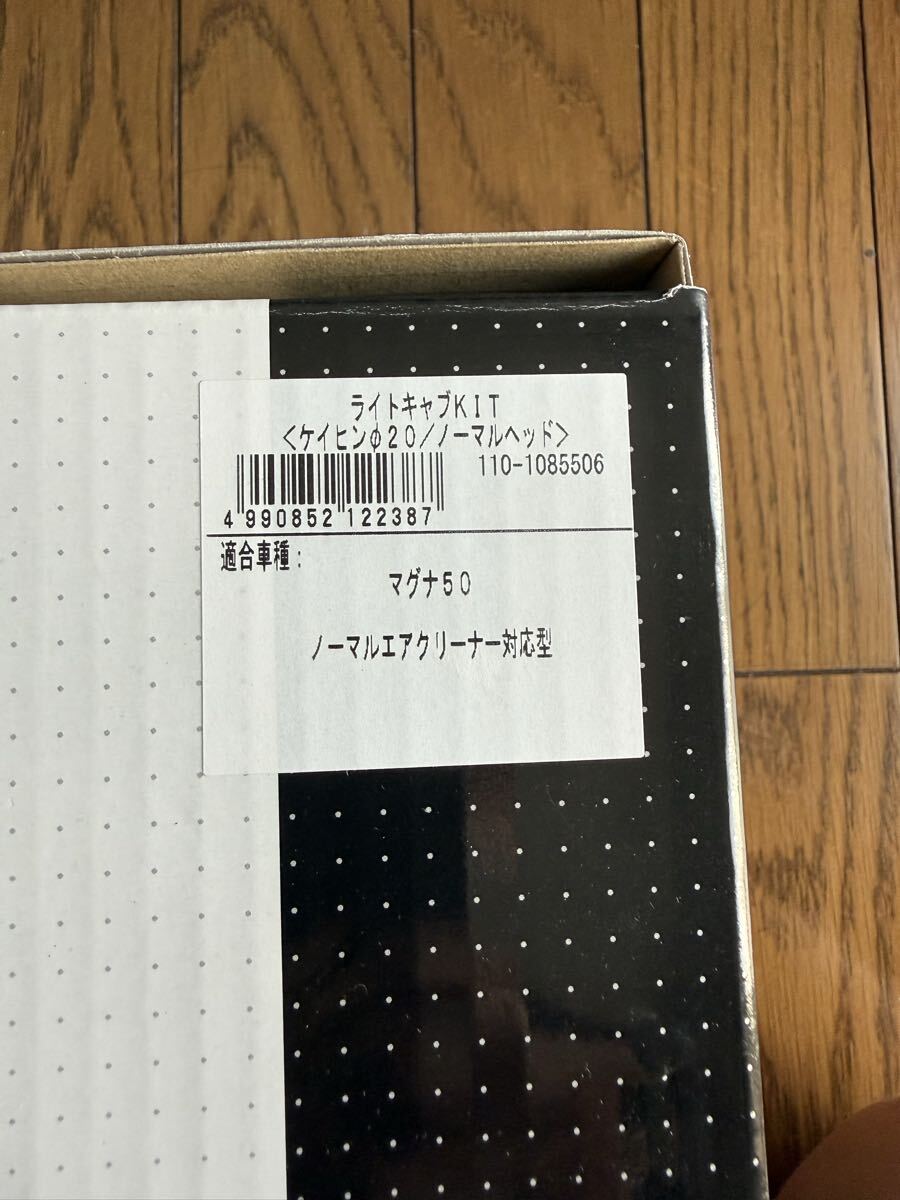 ライトキャブKIT
<ケイヒンφ20/ノーマルヘッド>
110-1085506
4 990852 122387
適合車種:
マグナ50
ノーマルエアクリーナー対応型